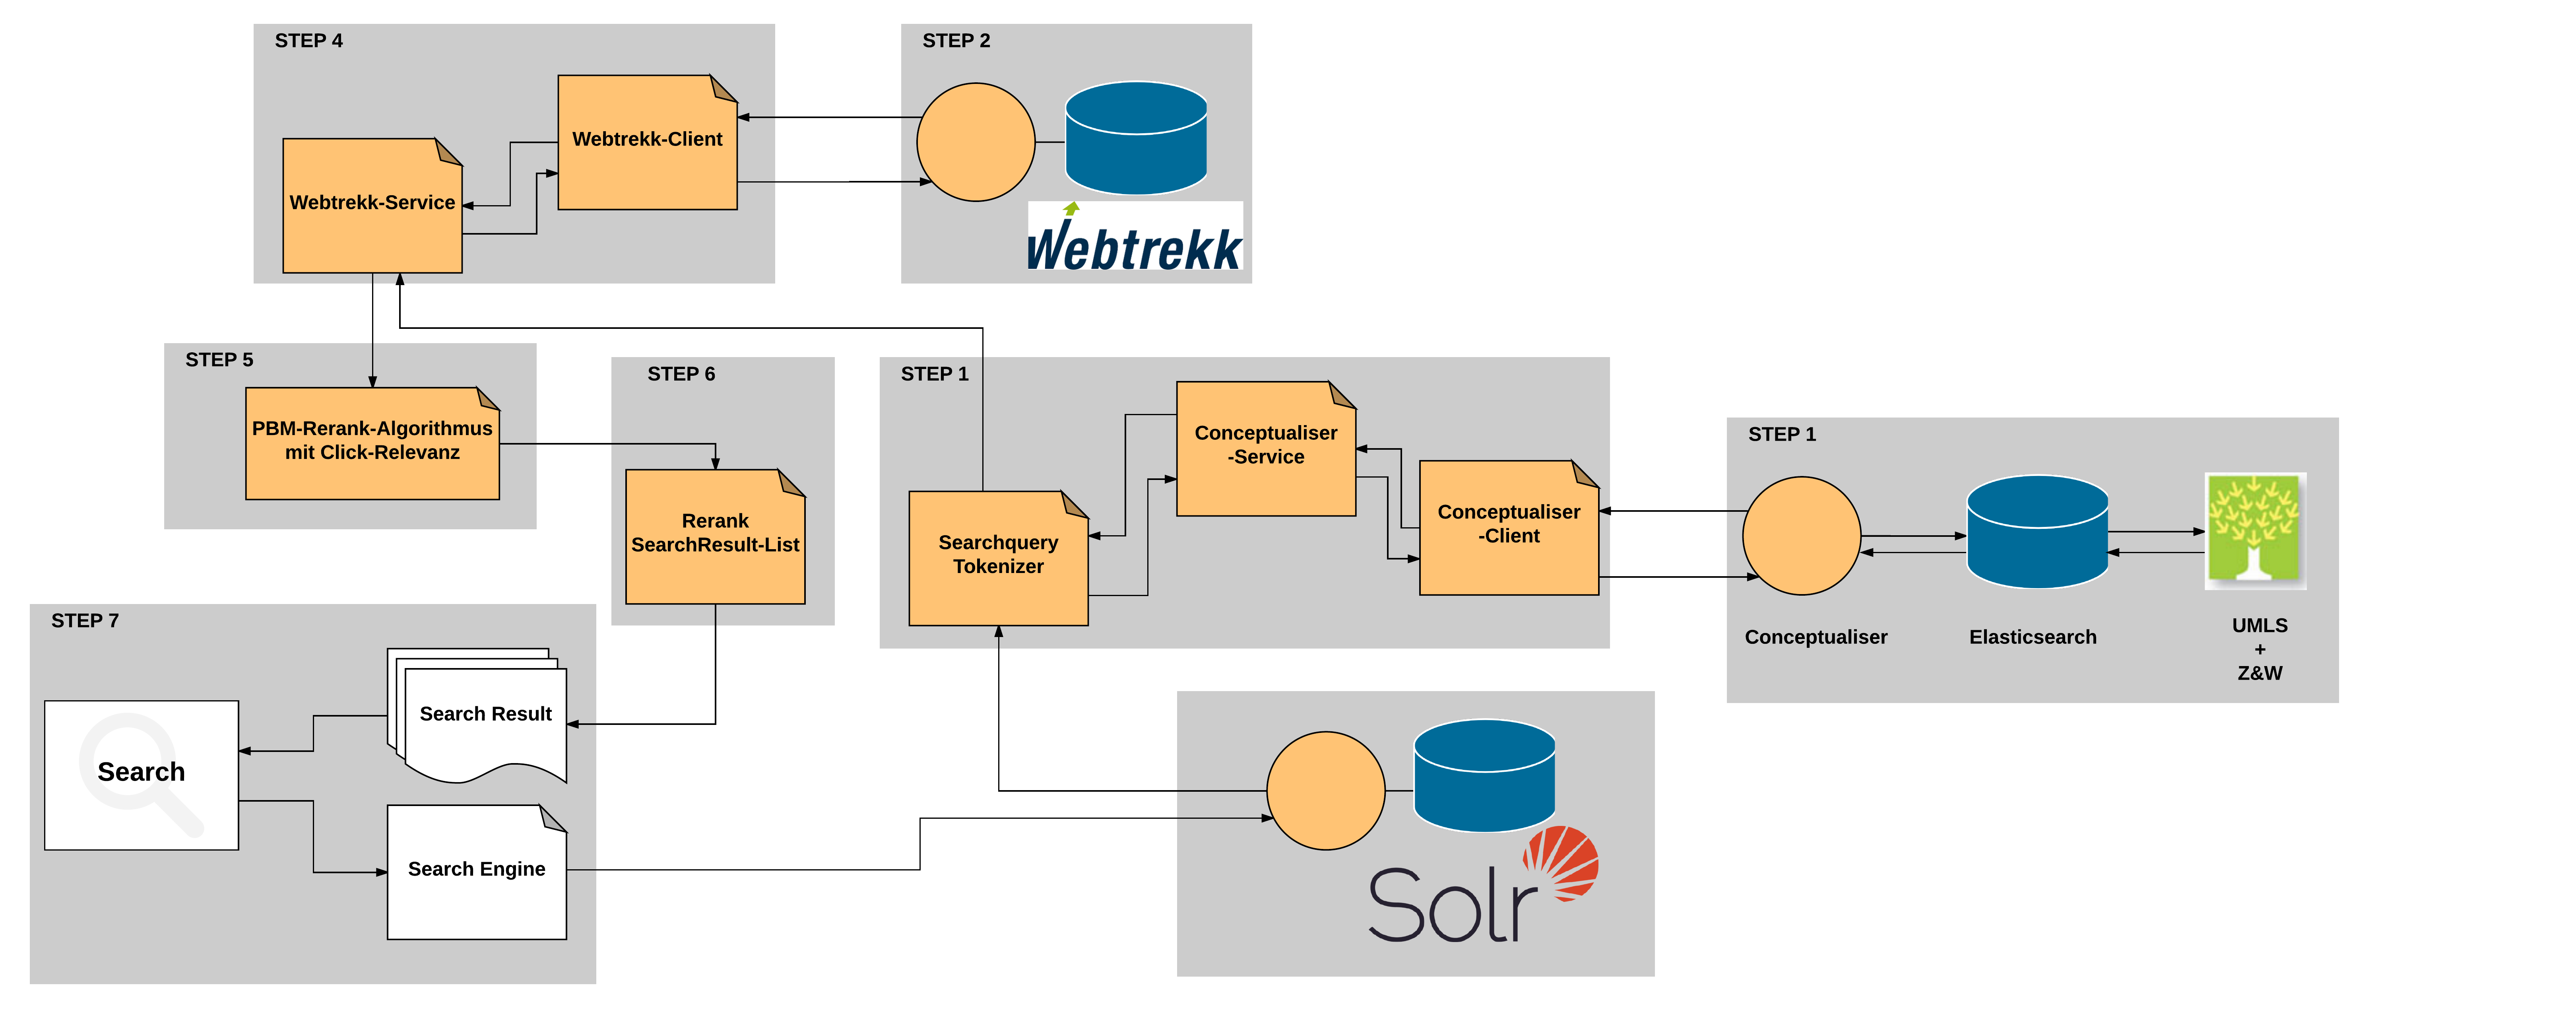 STEP 4
Webtrekk-Client
Webtrekk-Service
STEP 2
Webtrekk
STEP 5
PBM-Rerank-Algorithmus
mit Click-Relevanz
STEP 6
Rerank
SearchResult-List
STEP 1
Conceptualiser
-Service
Conceptualiser
-Client
Searchquery
Tokenizer
STEP 1
Conceptualiser
Elasticsearch
UMLS
+
Z&W
STEP 7
Search Result
Search
Search Engine
Solr